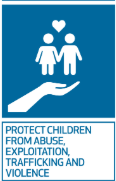 PROTECT CHILDREN
FROM ABUSE,
EXPLOITATION,
TRAFFICKING AND
VIOLENCE